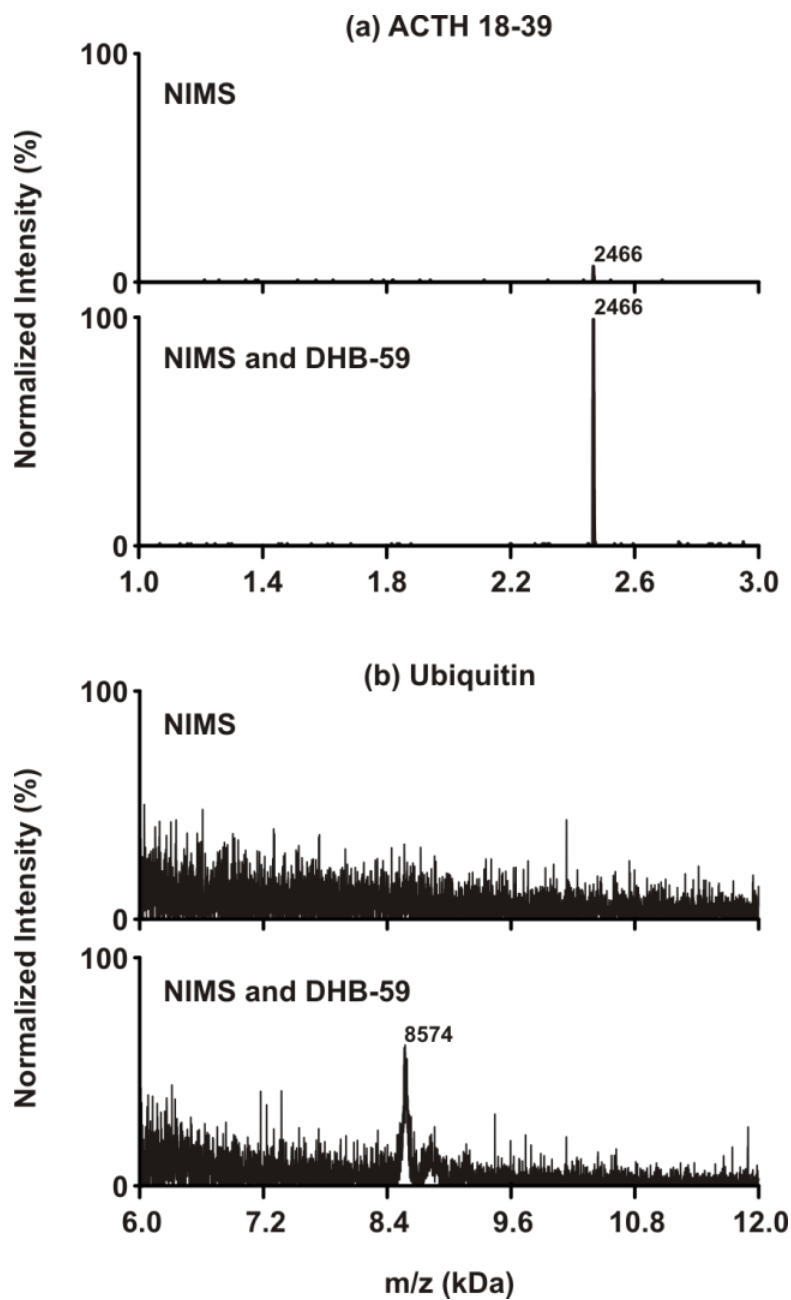 (a) ACTH 18-39
100
NIMS
Normalized Intensity (%)
2466
0
100
2466
NIMS and DHB-59
0
1.0 1.4 1.8 2.2 2.6 3.0
(b) Ubiquitin
100
NIMS
Normalized Intensity (%)
0
100
NIMS and DHB-59
8574
0
6.0 7.2 8.4 9.6 10.8 12.0
m/z (kDa)